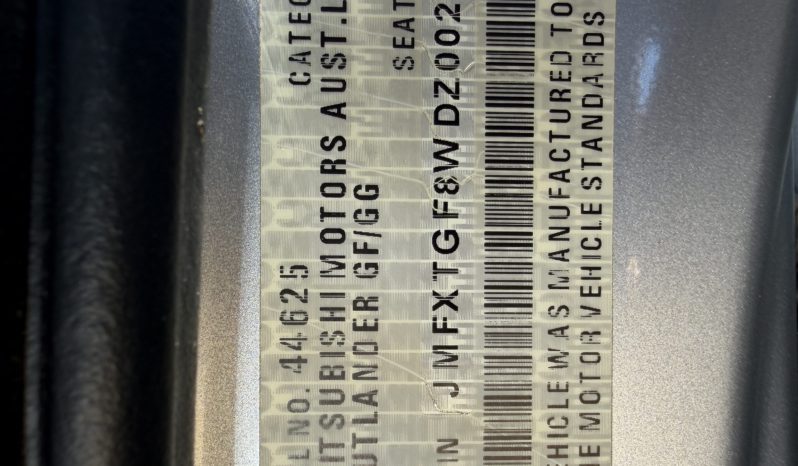 L NO. 44625 CATEG
ITSUBISHI MOTORS AUST.L
UTLANDER GF/GG SEAT
IN JMFXTGF8WDZ002
EHICLE WAS MANUFACTURED TO
DE MOTOR VEHICLE STANDARDS